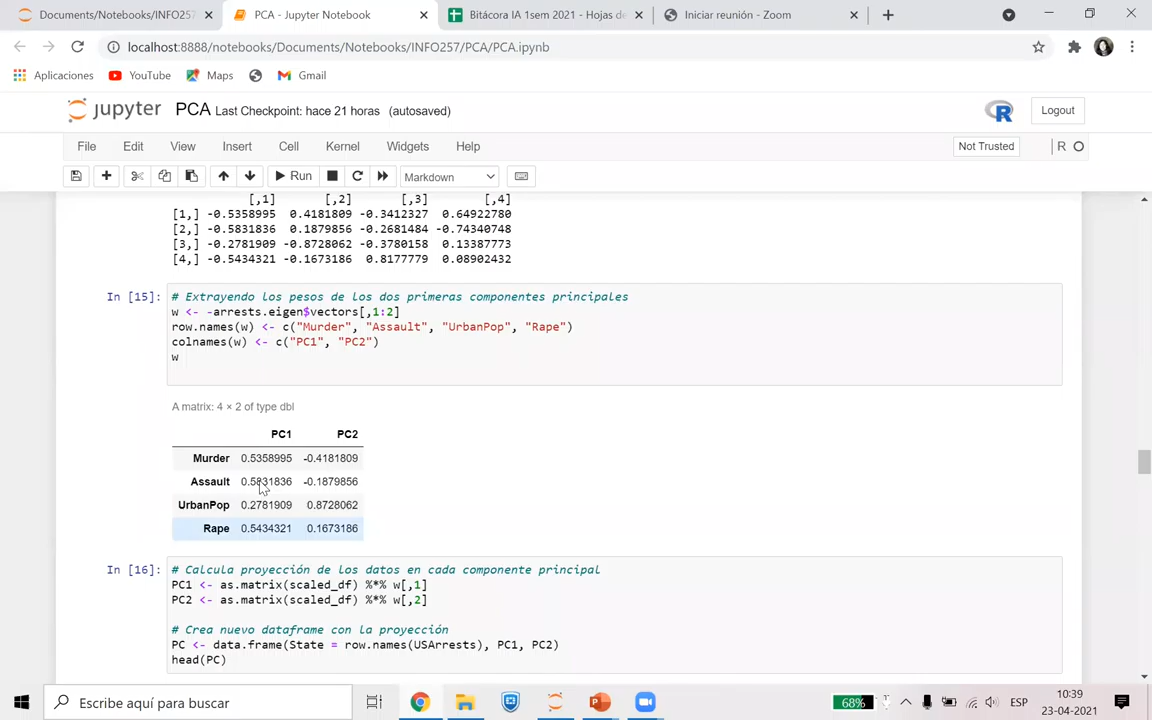 Documents/Notebooks/INFO257
PCA - Jupyter Notebook
Bitácora IA 1sem 2021 - Hojas de
Iniciar reunión - Zoom
localhost:8888/notebooks/Documents/Notebooks/INFO257/PCA/PCA.ipynb
Aplicaciones YouTube Maps Gmail
jupyter PCA Last Checkpoint: hace 21 horas (autosaved) R Logout
File Edit View Insert Cell Kernel Widgets Help Not Trusted R
Run Markdown
[,1] [,2] [,3] [,4]
[1,] -0.5358995 0.4181809 -0.3412327 0.64922780
[2,] -0.5831836 0.1879856 -0.2681484 -0.74340748
[3,] -0.2781909 -0.8728062 -0.3780158 0.13387773
[4,] -0.5434321 -0.1673186 0.8177779 0.08902432
In [15]: # Extrayendo los pesos de los dos primeras componentes principales
w <- -arrests.eigen$vectors[,1:2]
row.names(w) <- c("Murder", "Assault", "UrbanPop", "Rape")
colnames(w) <- c("PC1", "PC2")
w
A matrix: 4 × 2 of type dbl
PC1 PC2
Murder 0.5358995 -0.4181809
Assault 0.5831836 -0.1879856
UrbanPop 0.2781909 0.8728062
Rape 0.5434321 0.1673186
In [16]: # Calcula proyección de los datos en cada componente principal
PC1 <- as.matrix(scaled_df) %*% w[,1]
PC2 <- as.matrix(scaled_df) %*% w[,2]
# Crea nuevo dataframe con la proyección
PC <- data.frame(State = row.names(USArrests), PC1, PC2)
head(PC)
Escribe aquí para buscar
68%
ESP
10:39
23-04-2021